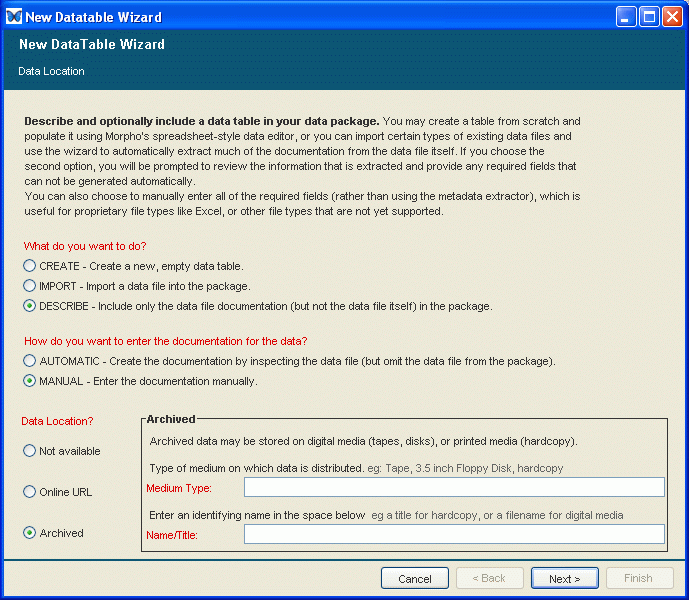 New Datatable Wizard
New DataTable Wizard
Data Location
Describe and optionally include a data table in your data package. You may create a table from scratch and
populate it using Morpho's spreadsheet-style data editor, or you can import certain types of existing data files and
use the wizard to automatically extract much of the documentation from the data file itself. If you choose the
second option, you will be prompted to review the information that is extracted and provide any required fields that
can not be generated automatically.
You can also choose to manually enter all of the required fields (rather than using the metadata extractor), which is
useful for proprietary file types like Excel, or other file types that are not yet supported.
What do you want to do?
CREATE - Create a new, empty data table.
IMPORT - Import a data file into the package.
DESCRIBE - Include only the data file documentation (but not the data file itself) in the package.
How do you want to enter the documentation for the data?
AUTOMATIC - Create the documentation by inspecting the data file (but omit the data file from the package).
MANUAL - Enter the documentation manually.
Data Location?
Not available
Online URL
Archived
Archived
Archived data may be stored on digital media (tapes, disks), or printed media (hardcopy).
Type of medium on which data is distributed. eg: Tape, 3.5 inch Floppy Disk, hardcopy
Medium Type:
Enter an identifying name in the space below eg a title for hardcopy, or a filename for digital media
Name/Title:
Cancel
< Back
Next >
Finish